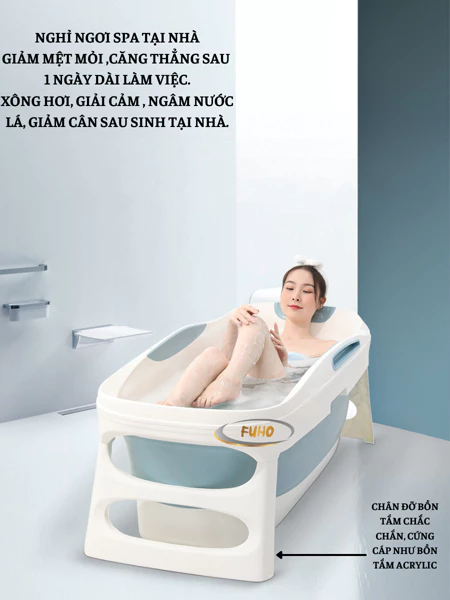 NGHỈ NGƠI SPA TẠI NHÀ
GIẢM MỆT MỎI ,CĂNG THẲNG SAU
1 NGÀY DÀI LÀM VIỆC.
XÔNG HƠI, GIẢI CẢM , NGÂM NƯỚC
LÁ, GIẢM CÂN SAU SINH TẠI NHÀ.
FUHO
CHÂN ĐỠ BỒN
TẮM CHẮC
CHẮN, CỨNG
CÁP NHƯ BỒN
TẮM ACRYLIC